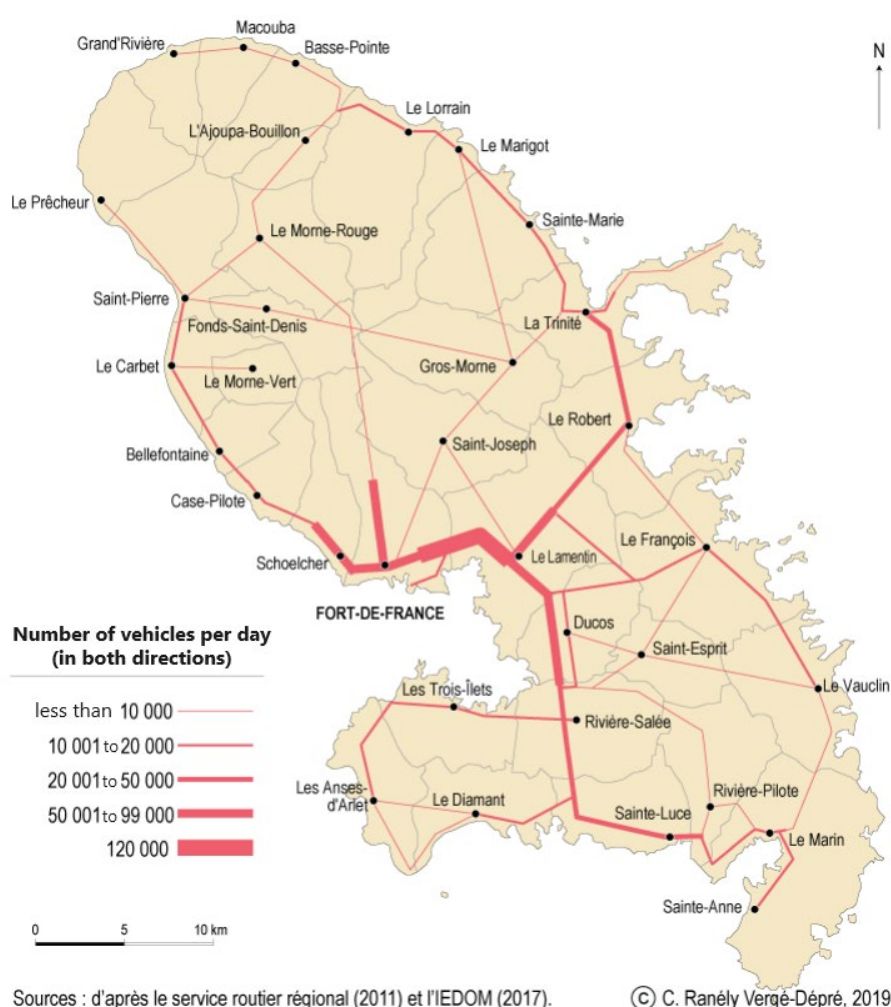 Macouba
Grand'Rivière
Basse-Pointe
N
Le Lorrain
L'Ajoupa-Bouillon
Le Marigot
Le Prêcheur
Sainte-Marie
Le Morne-Rouge
Saint-Pierre
Fonds-Saint-Denis
La Trinité
Le Carbet
Le Morne-Vert
Gros-Morne
Le Robert
Saint-Joseph
Bellefontaine
Case-Pilote
Le François
Le Lamentin
Schoelcher
FORT-DE-FRANCE
Ducos
Saint-Esprit
Number of vehicles per day
(in both directions)
Les Trois-Îlets
Le Vauclin
less than 10 000
Rivière-Salée
10 001 to 20 000
20 001 to 50 000
Les Anses-
d'Arlet
Le Diamant
Rivière-Pilote
Sainte-Luce
50 001 to 99 000
Le Marin
120 000
Sainte-Anne
0 5 10 km
Sources : d'après le service routier régional (2011) et l'IEDOM (2017).
© C. Ranély Vergé-Dépré, 2019